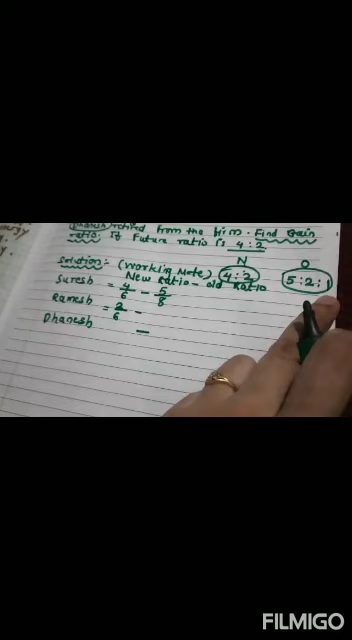 retired from the firm. Find Gain
ratio. If Future ratio is 4:2.
N O
Solution:- (Working Note) 4:2 5:2:1
New Ratio - old Ratio
Suresh = 4/6 - 5/8
Ramesh = 2/6 -
Dhanesh -
FILMIGO